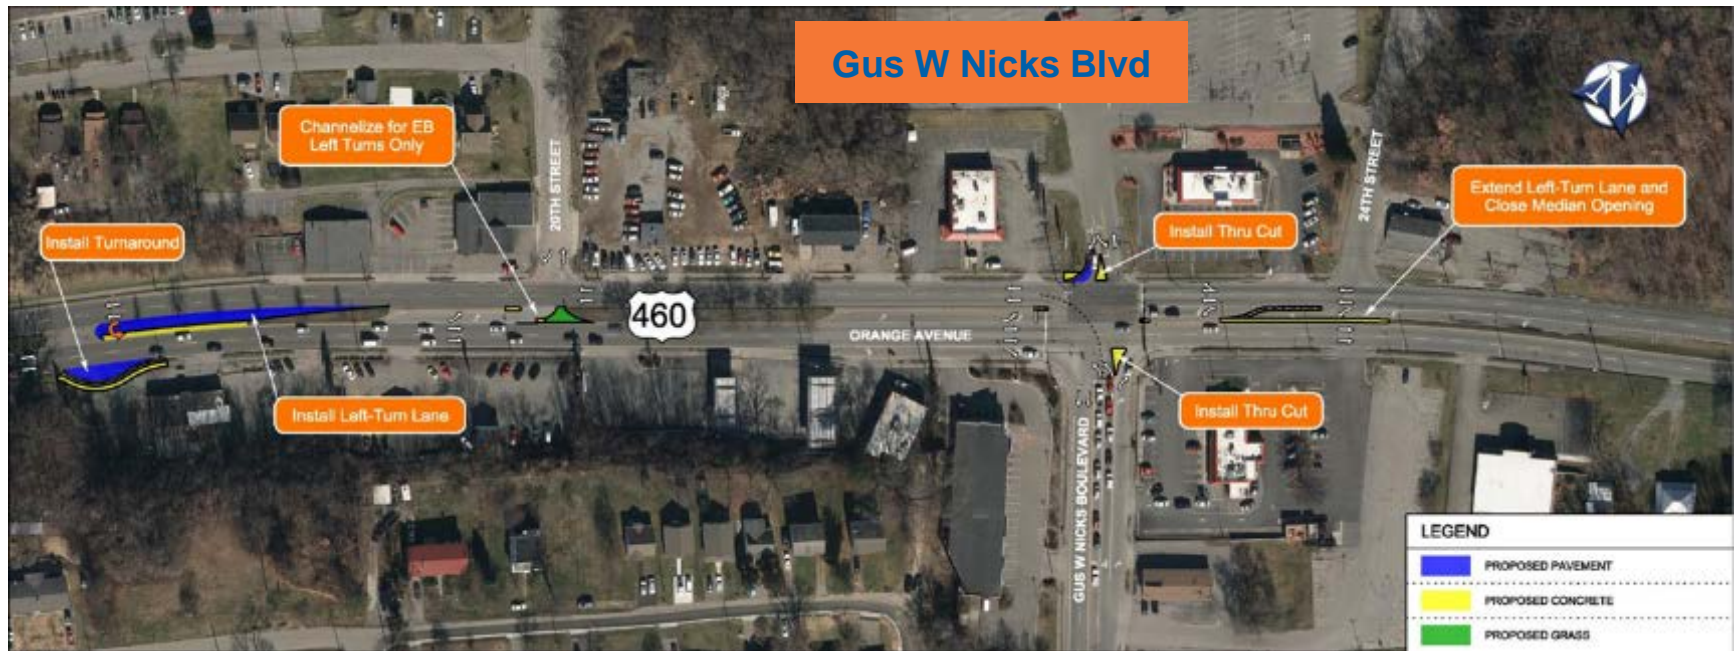 Gus W Nicks Blvd
Channelize for EB
Left Turns Only
20TH STREET
24TH STREET
Extend Left-Turn Lane and
Close Median Opening
Install Turnaround
Install Thru Cut
460
ORANGE AVENUE
Install Left-Turn Lane
Install Thru Cut
GUS W NICKS BOULEVARD
LEGEND
PROPOSED PAVEMENT
PROPOSED CONCRETE
PROPOSED GRASS
N